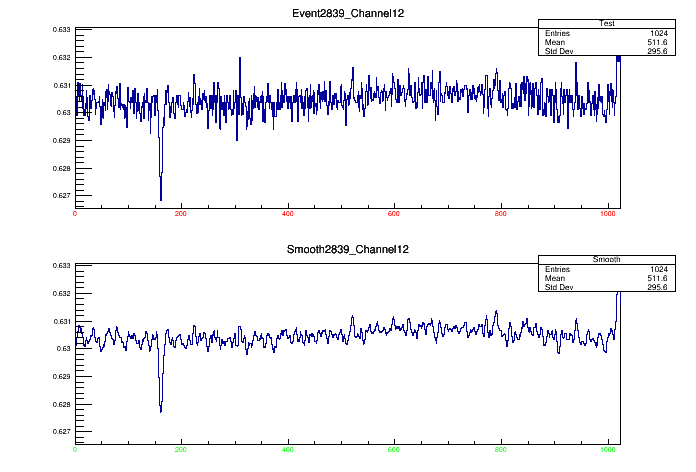 Event2839_Channel12
Test
Entries 1024
Mean 511.6
Std Dev 295.6
0.633
0.632
0.631
0.63
0.629
0.628
0.627
0 200 400 600 800 1000
Smooth2839_Channel12
Smooth
Entries 1024
Mean 511.6
Std Dev 295.6
0.633
0.632
0.631
0.63
0.629
0.628
0.627
0 200 400 600 800 1000